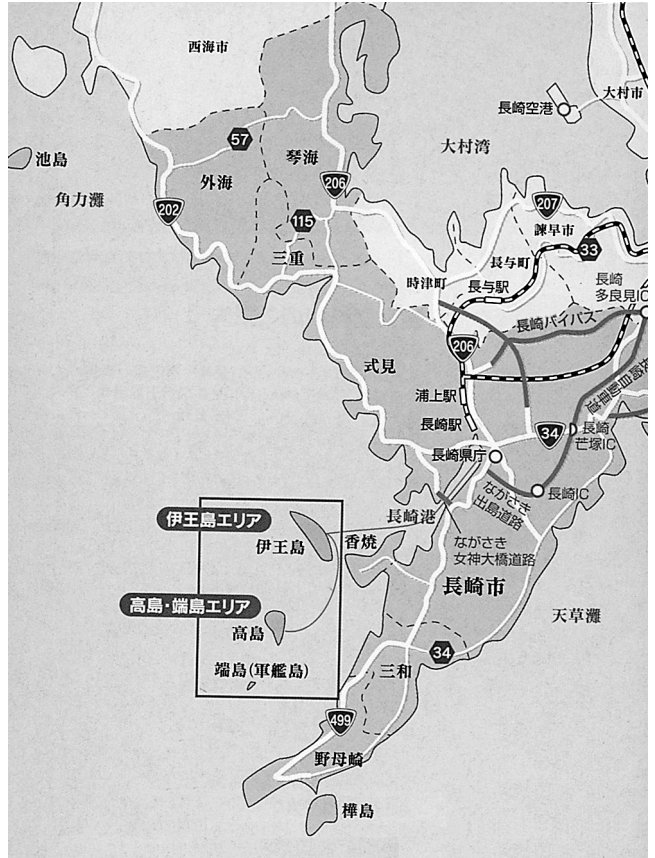 西海市
長崎空港
大村市
大村湾
57
琴海
池島
外海
206
角力灘
202
207
115
諫早市
33
三重
長与町
時津町
長与駅
長崎
多良見IC
長崎バイパス
206
式見
長崎自動車道
浦上駅
長崎駅
34
長崎
芒塚IC
長崎県庁
長崎IC
ながさき
出島道路
長崎港
伊王島エリア
伊王島
香焼
ながさき
女神大橋道路
長崎市
高島・端島エリア
天草灘
高島
34
端島(軍艦島)
三和
499
野母崎
樺島